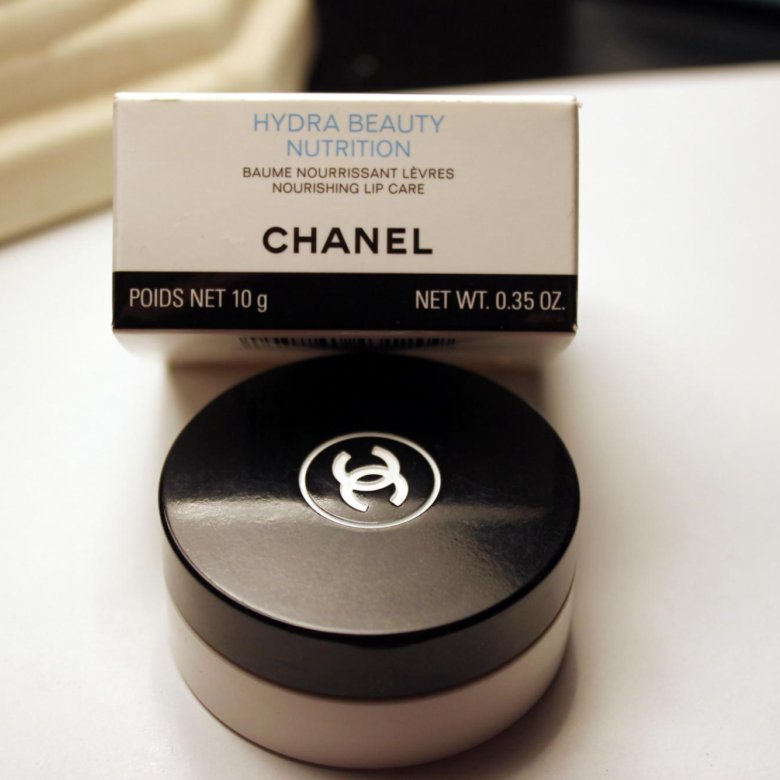 HYDRA BEAUTY
NUTRITION
BAUME NOURRISSANT LÈVRES
NOURISHING LIP CARE
CHANEL
POIDS NET 10 g
NET WT. 0.35 OZ.